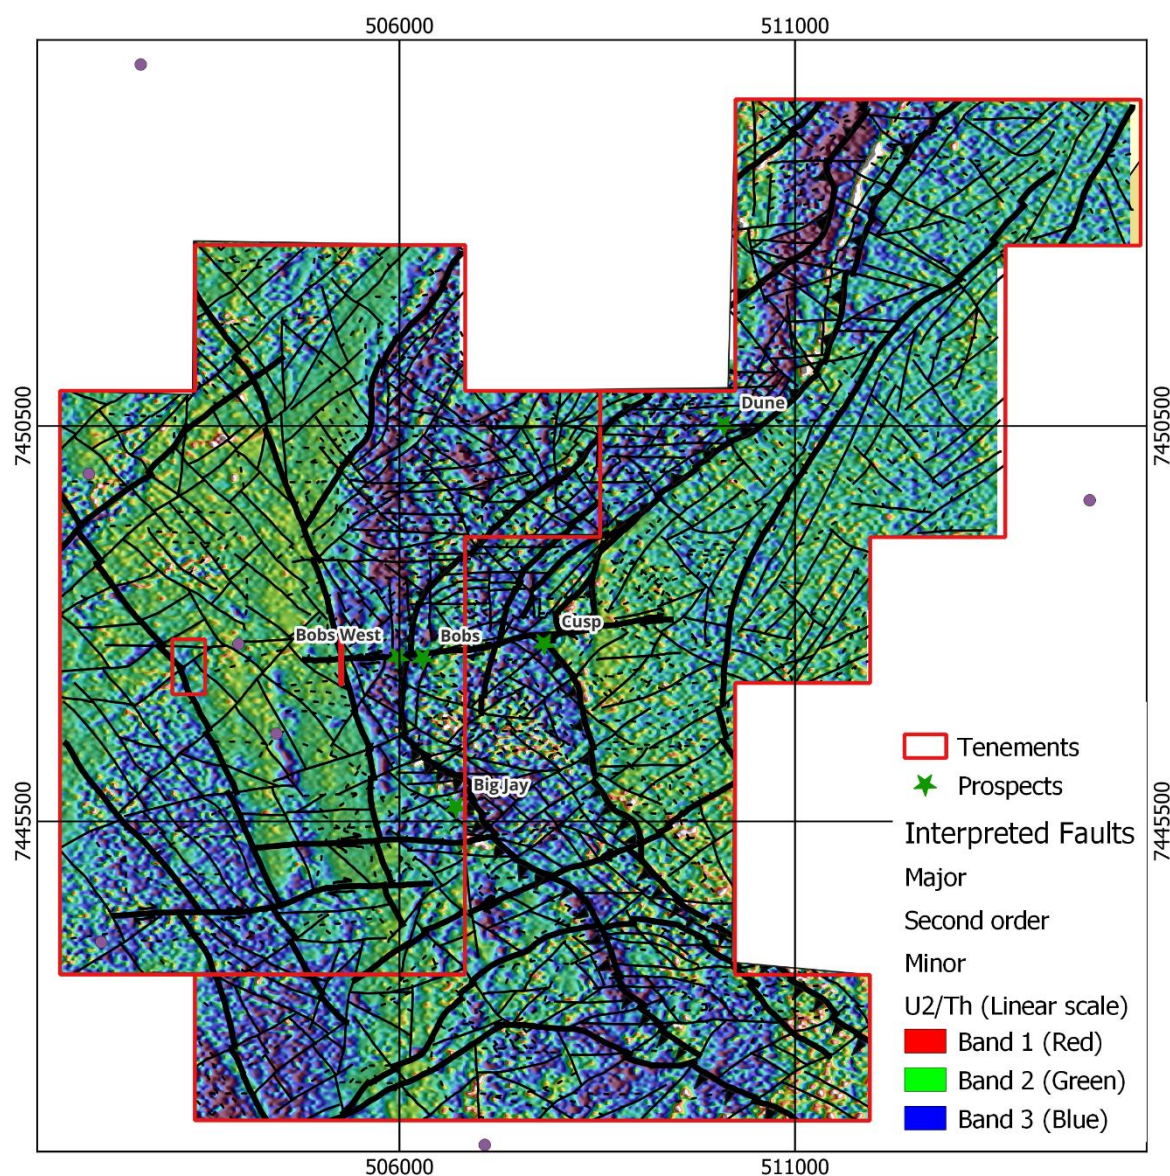 506000
511000
Dune
7450500
7450500
Bobs West
Bobs
Cusp
Big Jay
7445500
7445500
Tenements
Prospects
Interpreted Faults
Major
Second order
Minor
U2/Th (Linear scale)
Band 1 (Red)
Band 2 (Green)
Band 3 (Blue)
506000
511000